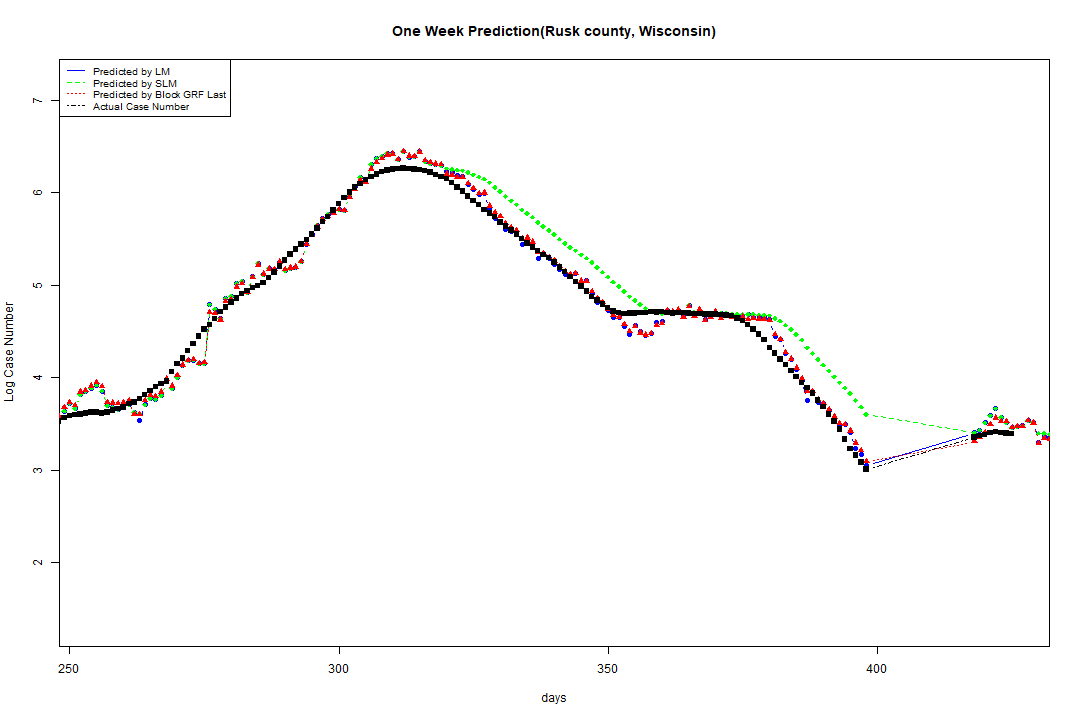 One Week Prediction(Rusk county, Wisconsin)
Predicted by LM
Predicted by SLM
Predicted by Block GRF Last
Actual Case Number
7
6
5
4
3
2
Log Case Number
250 300 350 400
days